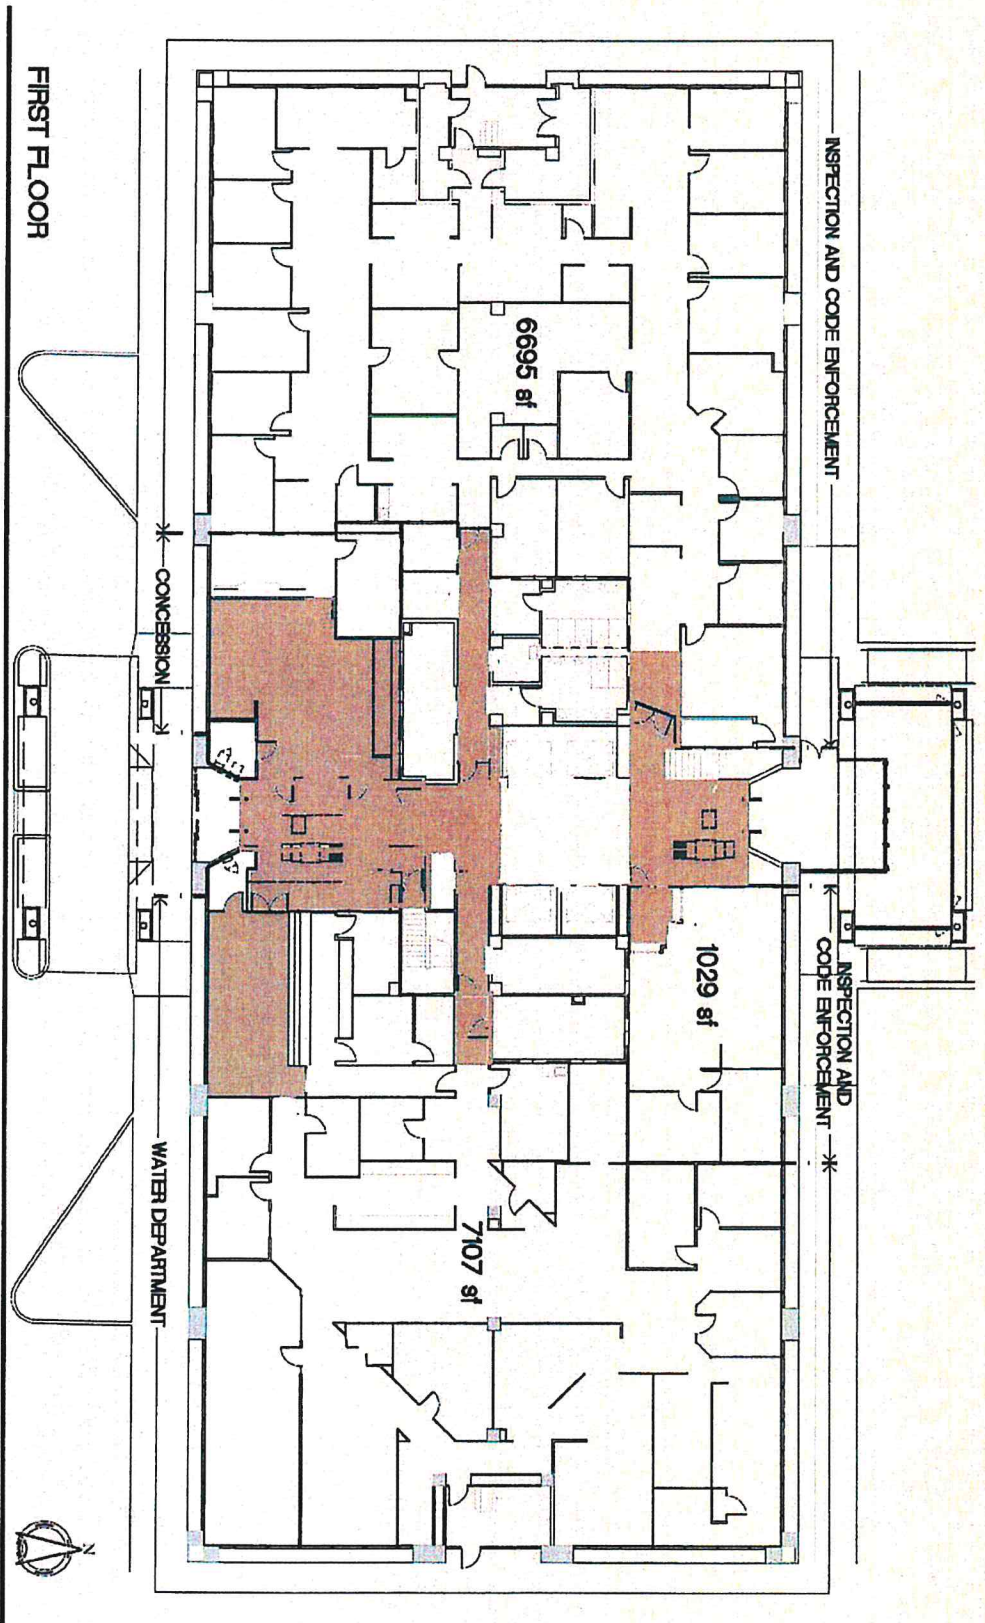 FIRST FLOOR
INSPECTION AND CODE ENFORCEMENT
6695 sf
CONCESSION
1029 sf
INSPECTION AND
CODE ENFORCEMENT
7107 sf
WATER DEPARTMENT
N